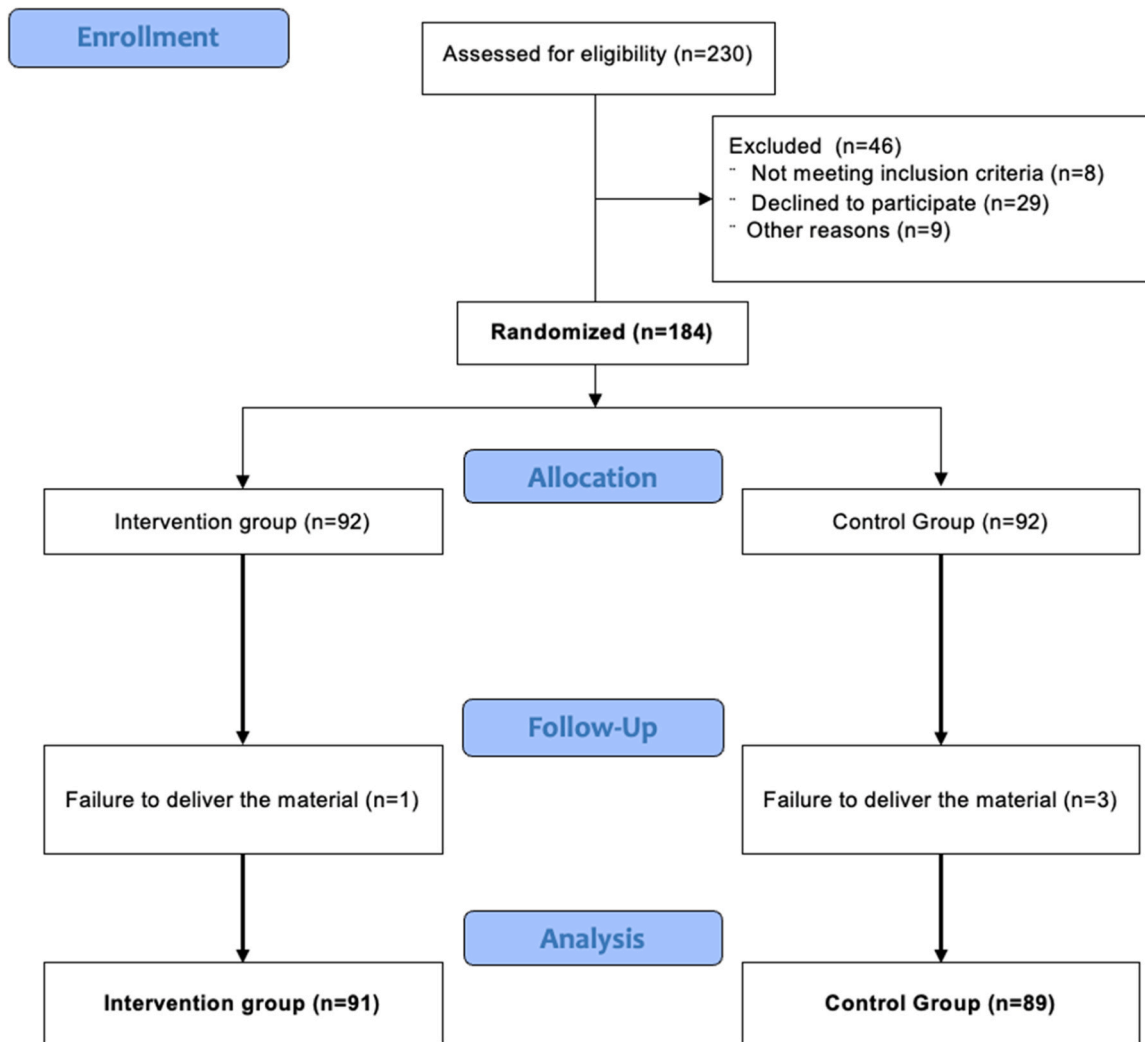 Enrollment
Assessed for eligibility (n=230)
Excluded (n=46)
¨ Not meeting inclusion criteria (n=8)
¨ Declined to participate (n=29)
¨ Other reasons (n=9)
Randomized (n=184)
Allocation
Intervention group (n=92)
Control Group (n=92)
Follow-Up
Failure to deliver the material (n=1)
Failure to deliver the material (n=3)
Analysis
Intervention group (n=91)
Control Group (n=89)